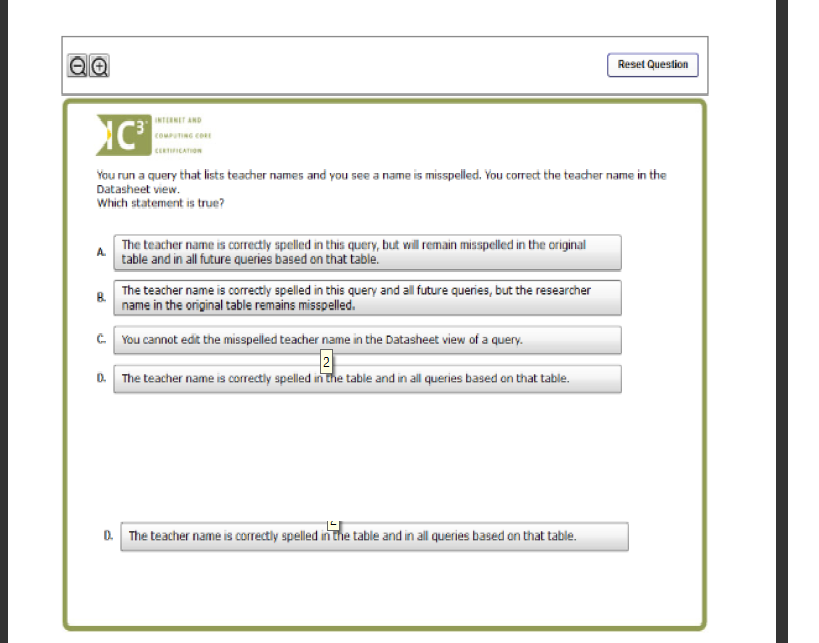 Reset Question
IC3
INTERNET AND
COMPUTING CORE
CERTIFICATION
You run a query that lists teacher names and you see a name is misspelled. You correct the teacher name in the
Datasheet view.
Which statement is true?
A. The teacher name is correctly spelled in this query, but will remain misspelled in the original
table and in all future queries based on that table.
B. The teacher name is correctly spelled in this query and all future queries, but the researcher
name in the original table remains misspelled.
C. You cannot edit the misspelled teacher name in the Datasheet view of a query.
2
D. The teacher name is correctly spelled in the table and in all queries based on that table.
D. The teacher name is correctly spelled in the table and in all queries based on that table.